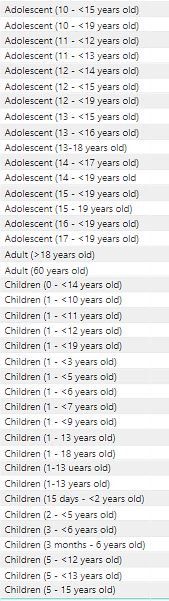 Adolescent (10 - <15 years old)
Adolescent (10 - <19 years old)
Adolescent (11 - <12 years old)
Adolescent (11 - <13 years old)
Adolescent (12 - <14 years old)
Adolescent (12 - <15 years old)
Adolescent (12 - <19 years old)
Adolescent (13 - <15 years old)
Adolescent (13 - <16 years old)
Adolescent (13-18 years old)
Adolescent (14 - <17 years old)
Adolescent (14 - <19 years old
Adolescent (15 - <19 years old)
Adolescent (15 - 19 years old)
Adolescent (16 - <19 years old)
Adolescent (17 - <19 years old)
Adult (>18 years old)
Adult (60 years old)
Children (0 - <14 years old)
Children (1 - <10 years old)
Children (1 - <11 years old)
Children (1 - <12 years old)
Children (1 - <19 years old)
Children (1 - <3 years old)
Children (1 - <5 years old)
Children (1 - <6 years old)
Children (1 - <7 years old)
Children (1 - <9 years old)
Children (1 - 13 years old)
Children (1 - 18 years old)
Children (1-13 uears old)
Children (1-13 years old)
Children (15 days - <2 years old)
Children (2 - <5 years old)
Children (3 - <6 years old)
Children (3 months - 6 years old)
Children (5 - <12 years old)
Children (5 - <13 years old)
Children (5 - 15 years old)